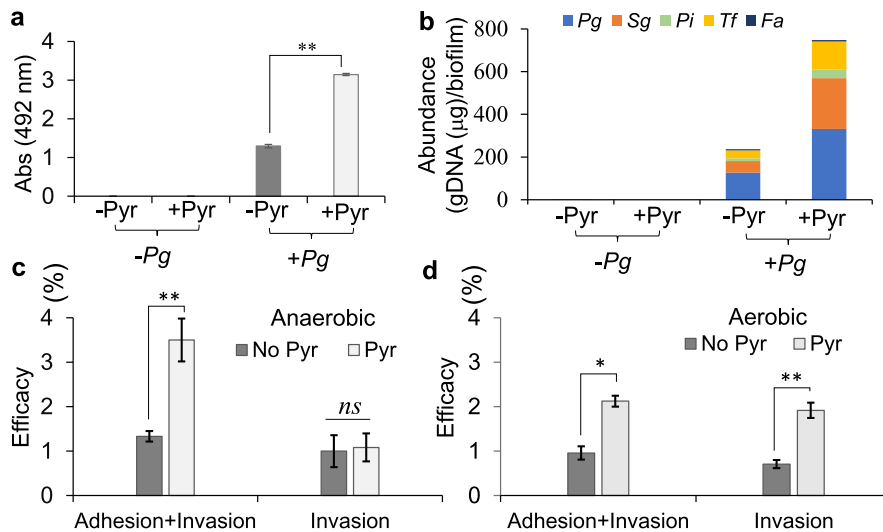 a
Abs (492 nm)
4
3
2
1
0
**
-Pyr +Pyr -Pyr +Pyr
-Pg +Pg
b
Pg Sg Pi Tf Fa
Abundance
(gDNA (µg)/biofilm)
800
600
400
200
0
-Pyr +Pyr -Pyr +Pyr
-Pg +Pg
c
Efficacy (%)
4
3
2
1
0
**
Anaerobic
No Pyr Pyr
ns
Adhesion+Invasion Invasion
d
Efficacy (%)
4
3
2
1
0
Aerobic
No Pyr Pyr
*
**
Adhesion+Invasion Invasion